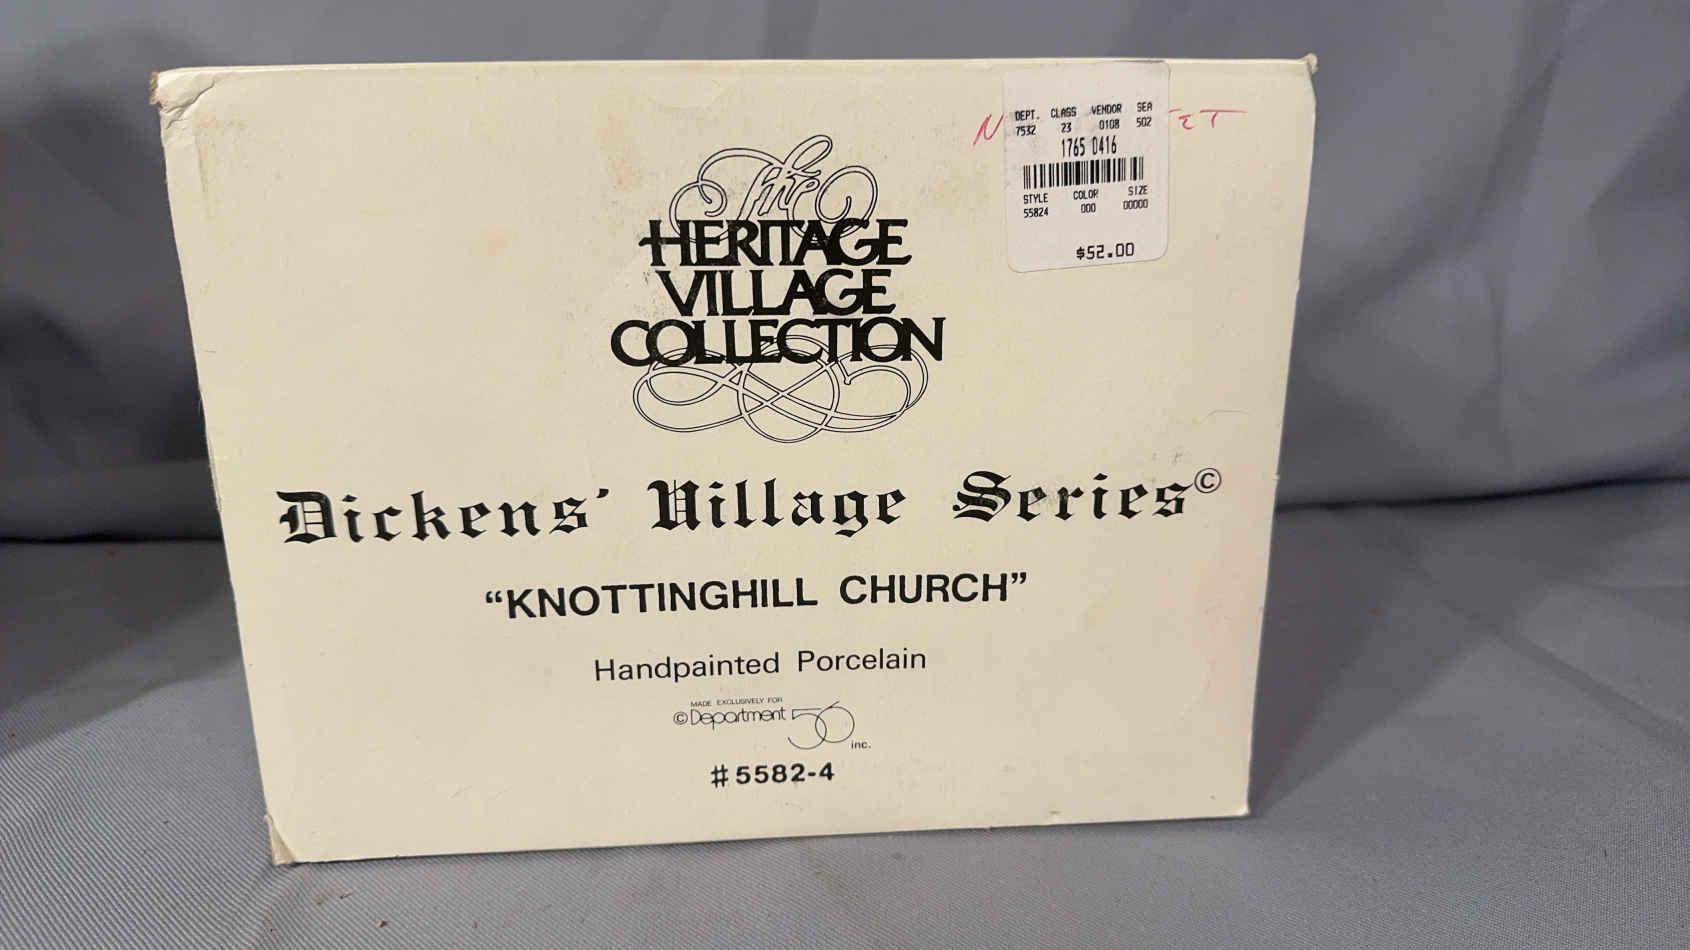 The
HERITAGE
VILLAGE
COLLECTION
DEPT. CLASS VENDOR SEA
7532 23 0108 502
1765 0416
STYLE COLOR SIZE
55824 000 00000
$52.00
Dickens' Village Series©
“KNOTTINGHILL CHURCH”
Handpainted Porcelain
MADE EXCLUSIVELY FOR
© Department 56 inc.
#5582-4